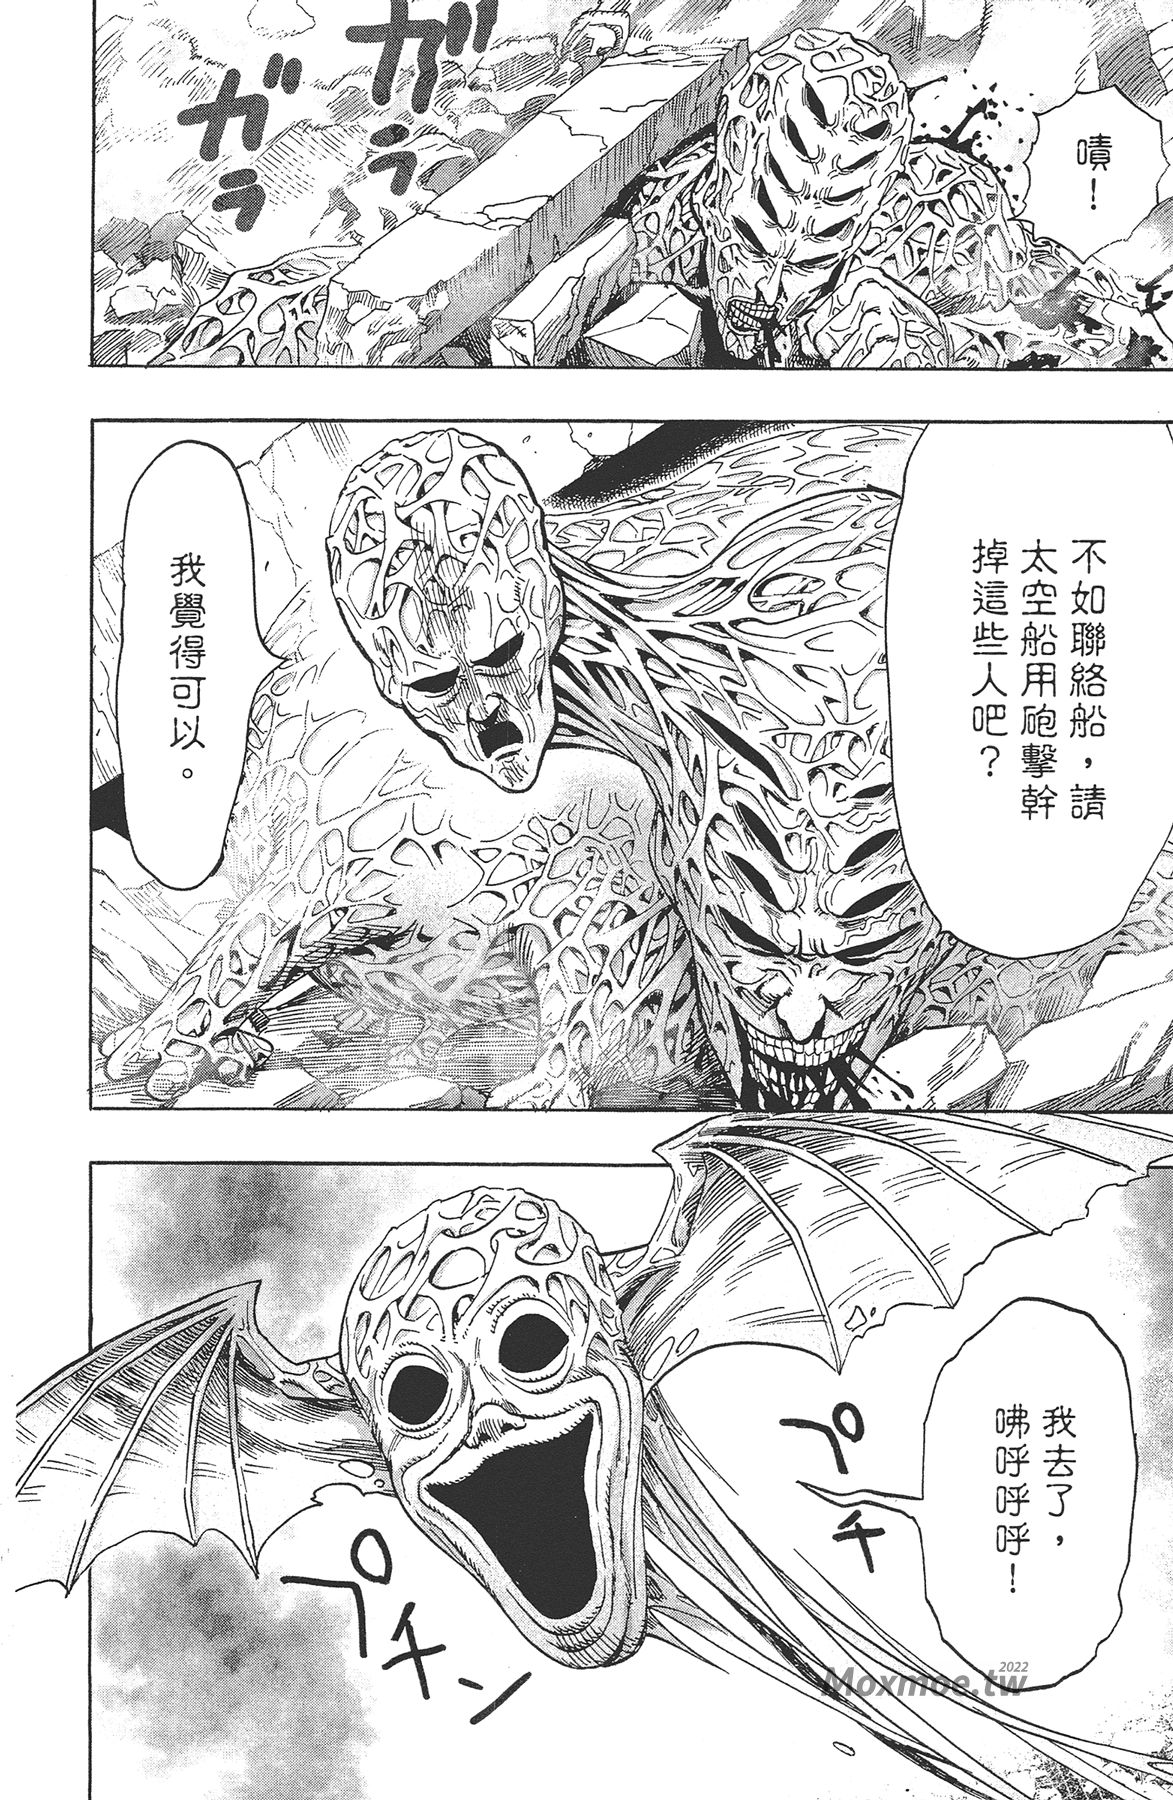 嘖！
ガラ
ガラ
不如聯絡船，請
太空船用砲擊幹
掉這些人吧？
我覺得可以。
我去了，
咈呼呼呼！
プチ
プチン
Moxmoe.tw
2022